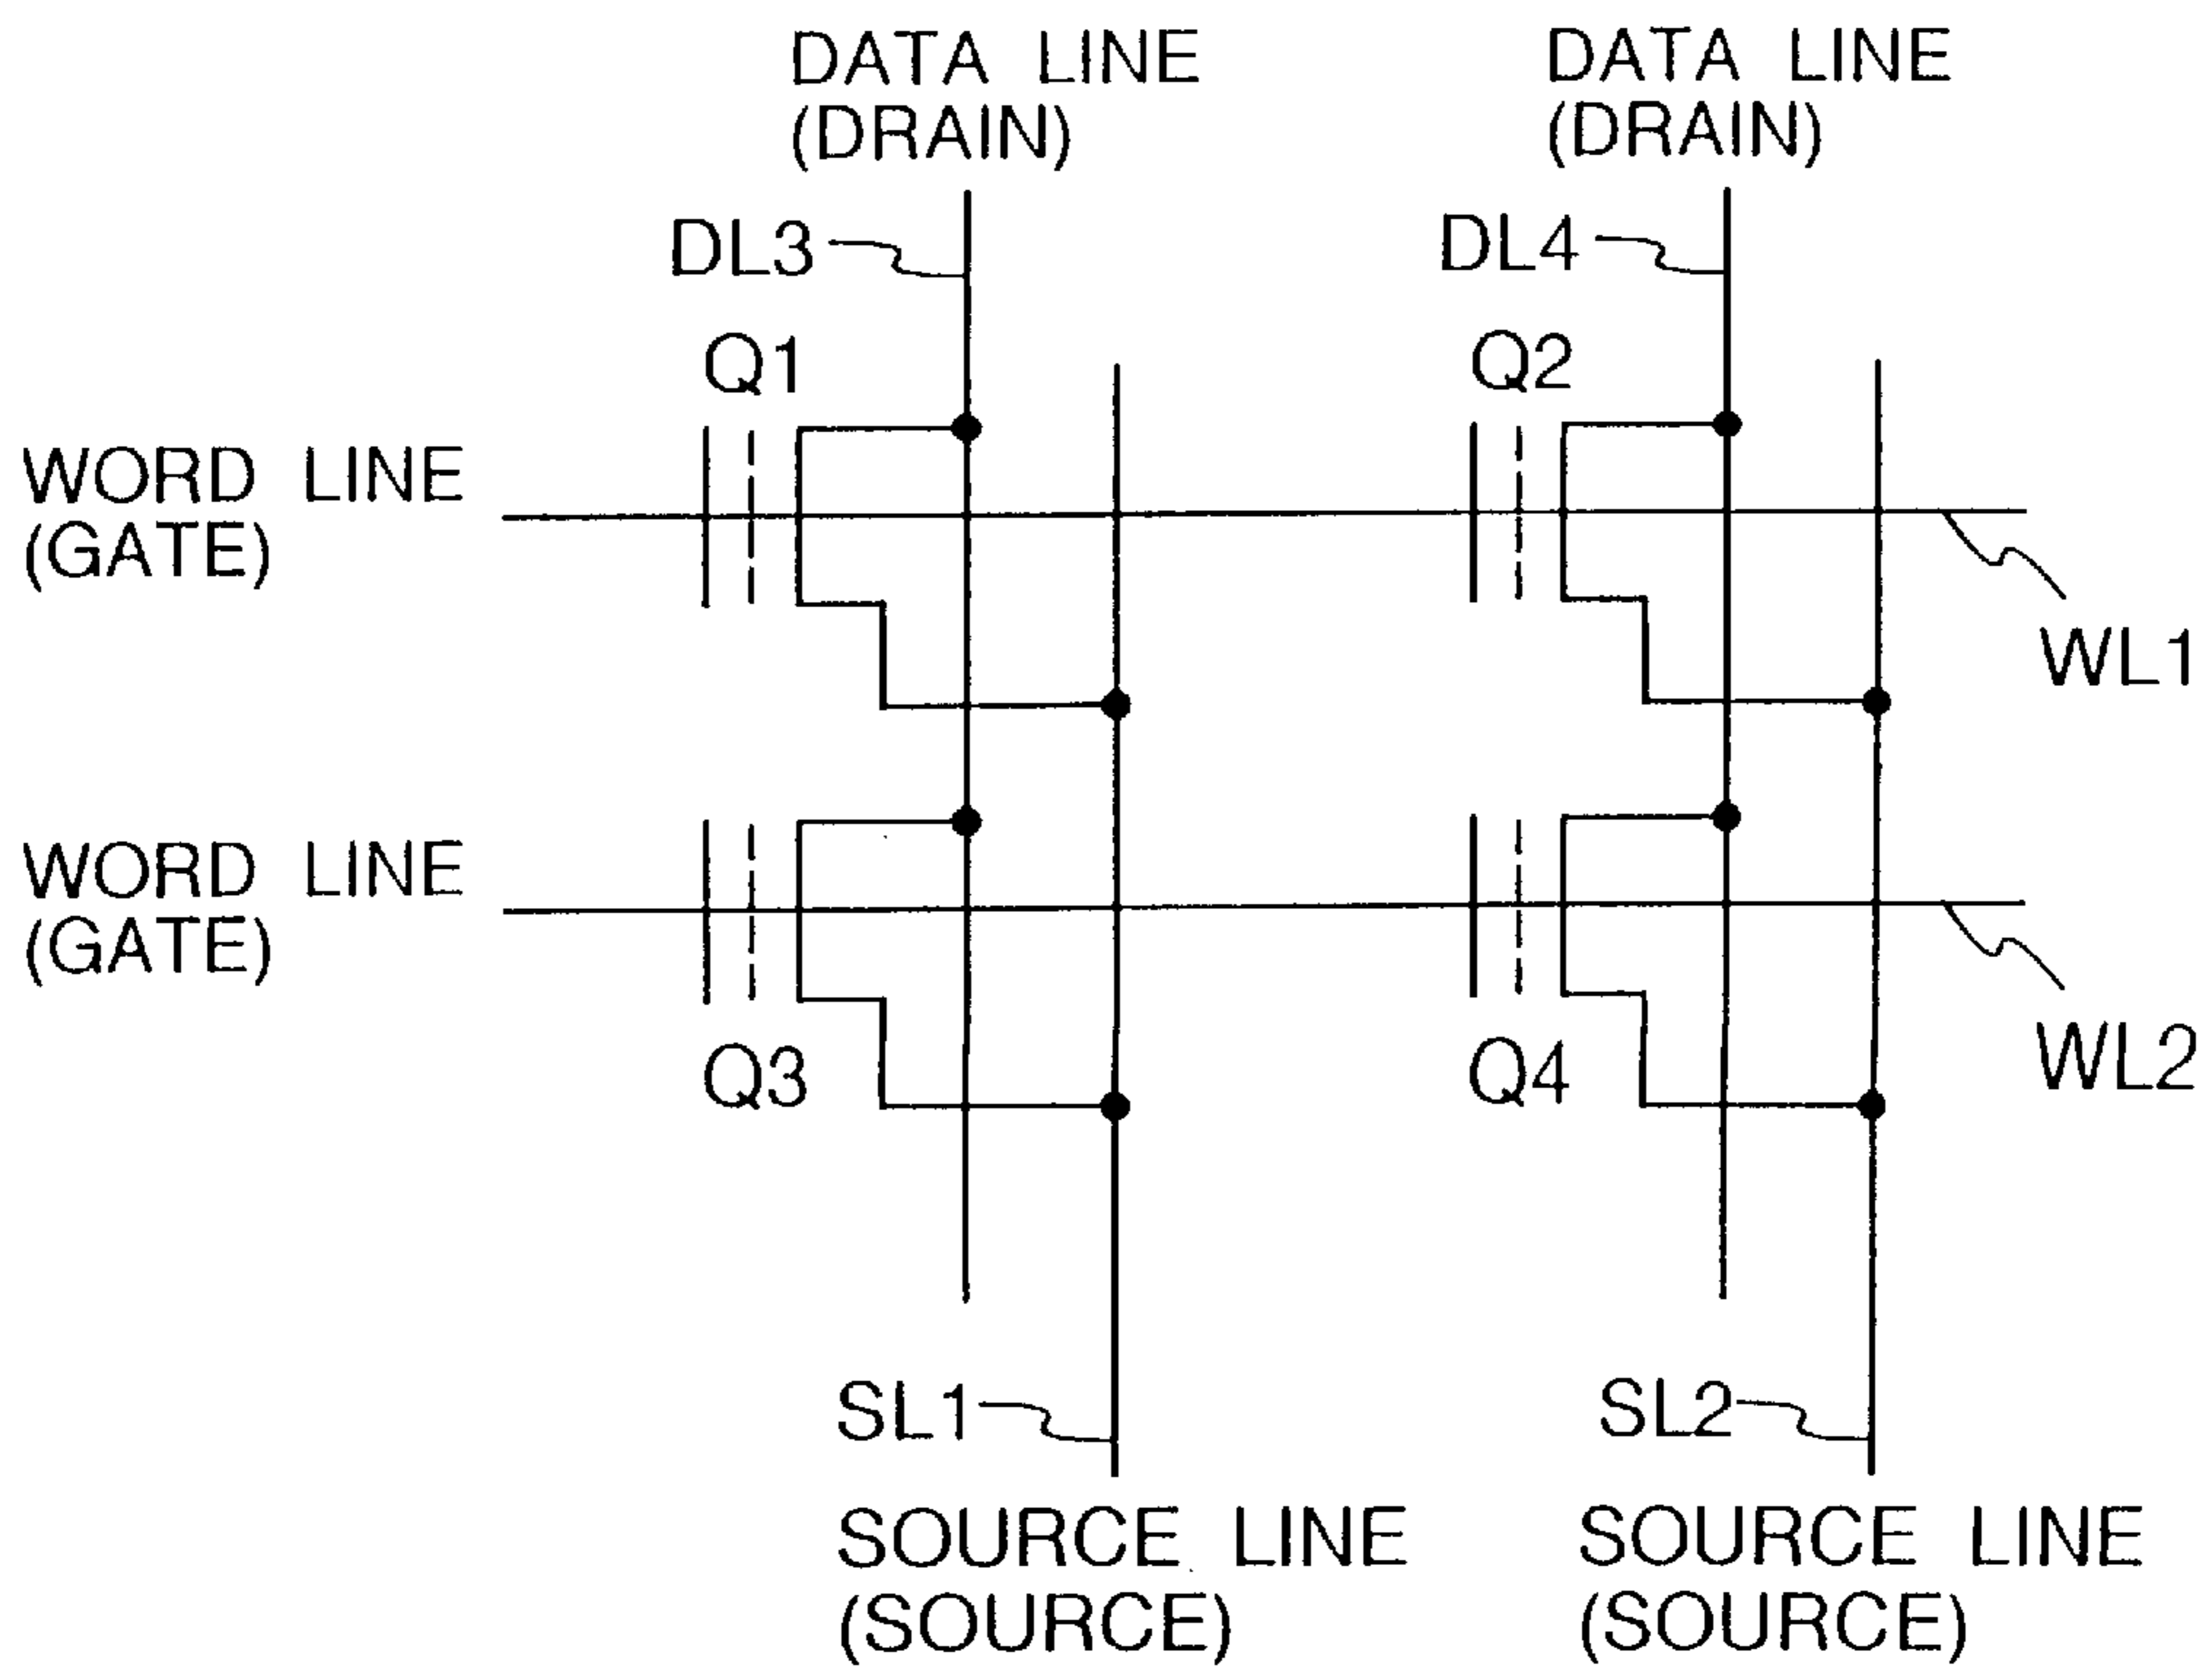 DATA LINE
(DRAIN)
DATA LINE
(DRAIN)
DL3
DL4
Q1
Q2
WORD LINE
(GATE)
WL1
WORD LINE
(GATE)
Q3
Q4
WL2
SL1
SL2
SOURCE LINE
(SOURCE)
SOURCE LINE
(SOURCE)